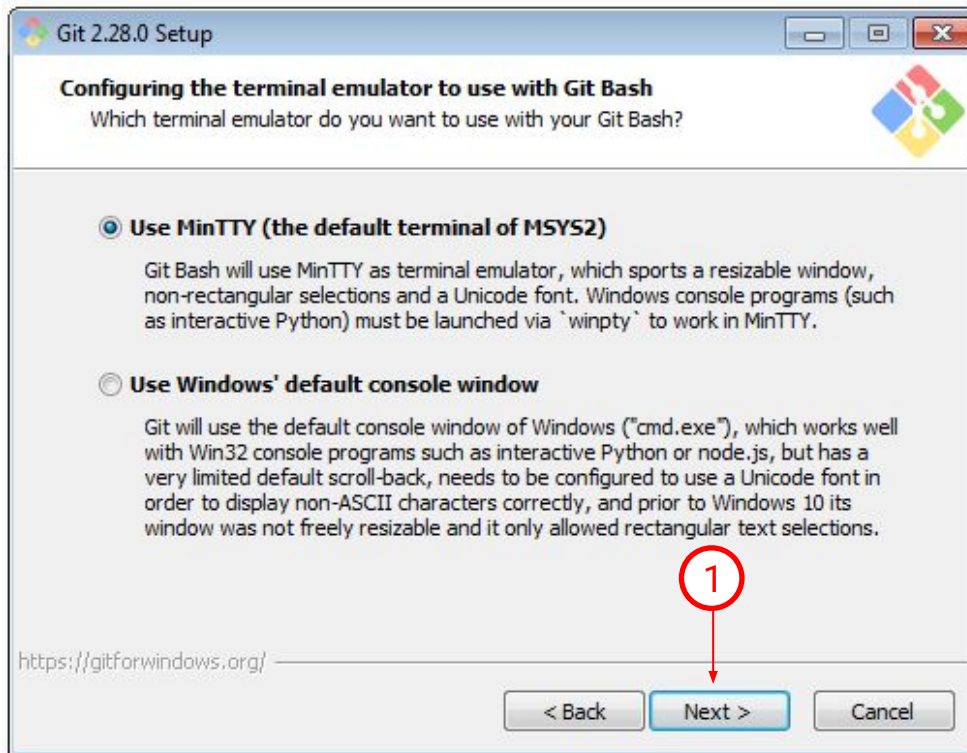 Git 2.28.0 Setup
Configuring the terminal emulator to use with Git Bash
Which terminal emulator do you want to use with your Git Bash?
Use MinTTY (the default terminal of MSYS2)
Git Bash will use MinTTY as terminal emulator, which sports a resizable window,
non-rectangular selections and a Unicode font. Windows console programs (such
as interactive Python) must be launched via `winpty` to work in MinTTY.
Use Windows' default console window
Git will use the default console window of Windows ("cmd.exe"), which works well
with Win32 console programs such as interactive Python or node.js, but has a
very limited default scroll-back, needs to be configured to use a Unicode font in
order to display non-ASCII characters correctly, and prior to Windows 10 its
window was not freely resizable and it only allowed rectangular text selections.
1
https://gitforwindows.org/
< Back Next > Cancel